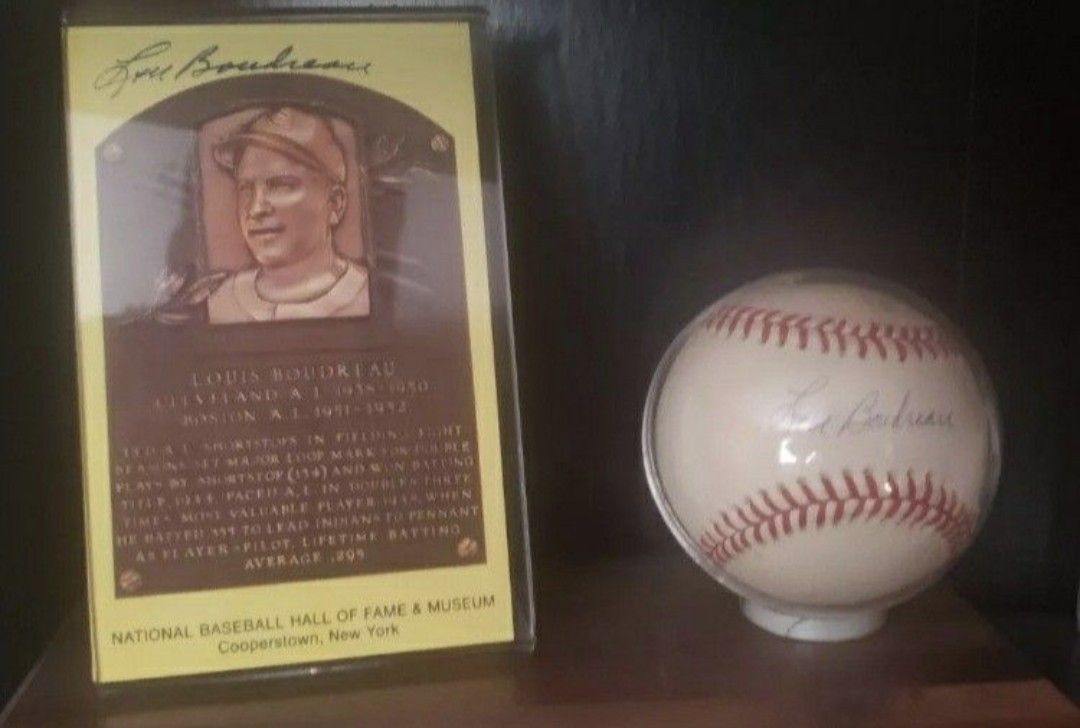 Lou Boudreau
LOUIS BOUDREAU
CLEVELAND A.L. 1938-1950
BOSTON A.L. 1951-1952
LED A.L. SHORTSTOPS IN FIELDING EIGHT
SEASONS. SET MAJOR LOOP MARK FOR DOUBLE
PLAYS BY SHORTSTOP (134) AND WON BATTING
TITLE 1944. PACED A.L. IN DOUBLES THREE
TIMES. MOST VALUABLE PLAYER 1948 WHEN
HE BATTED .355 TO LEAD INDIANS TO PENNANT
AS PLAYER-PILOT. LIFETIME BATTING
AVERAGE .295
NATIONAL BASEBALL HALL OF FAME & MUSEUM
Cooperstown, New York
Lou Boudreau